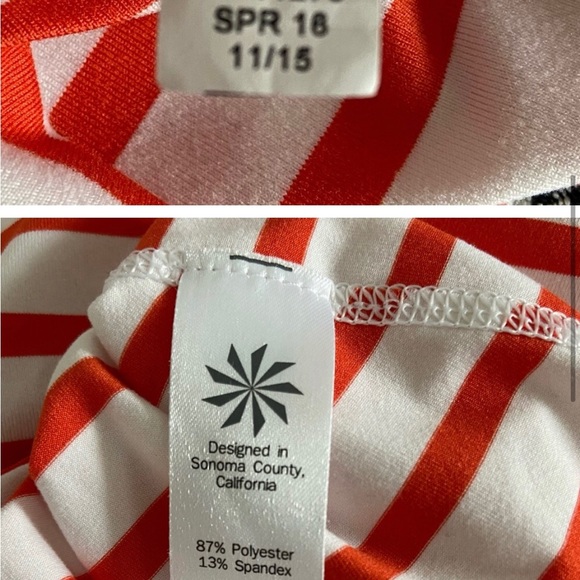 SPR 16
11/15
Designed in
Sonoma County,
California
87% Polyester
13% Spandex